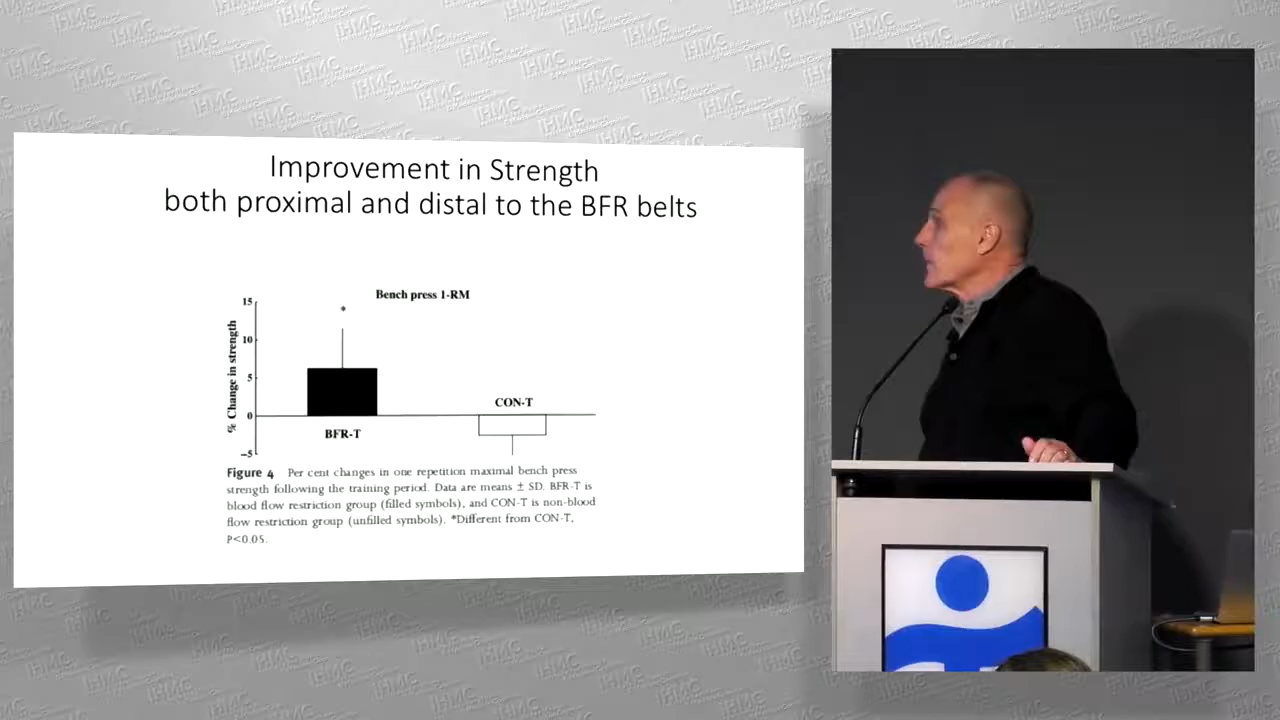 Improvement in Strength
both proximal and distal to the BFR belts
Bench press 1-RM
% Change in strength
15
10
5
0
−5
*
BFR-T
CON-T
Figure 4 Per cent changes in one repetition maximal bench press
strength following the training period. Data are means ± SD. BFR-T is
blood flow restriction group (filled symbols), and CON-T is non-blood
flow restriction group (unfilled symbols). *Different from CON-T,
P<0.05.
IHMC